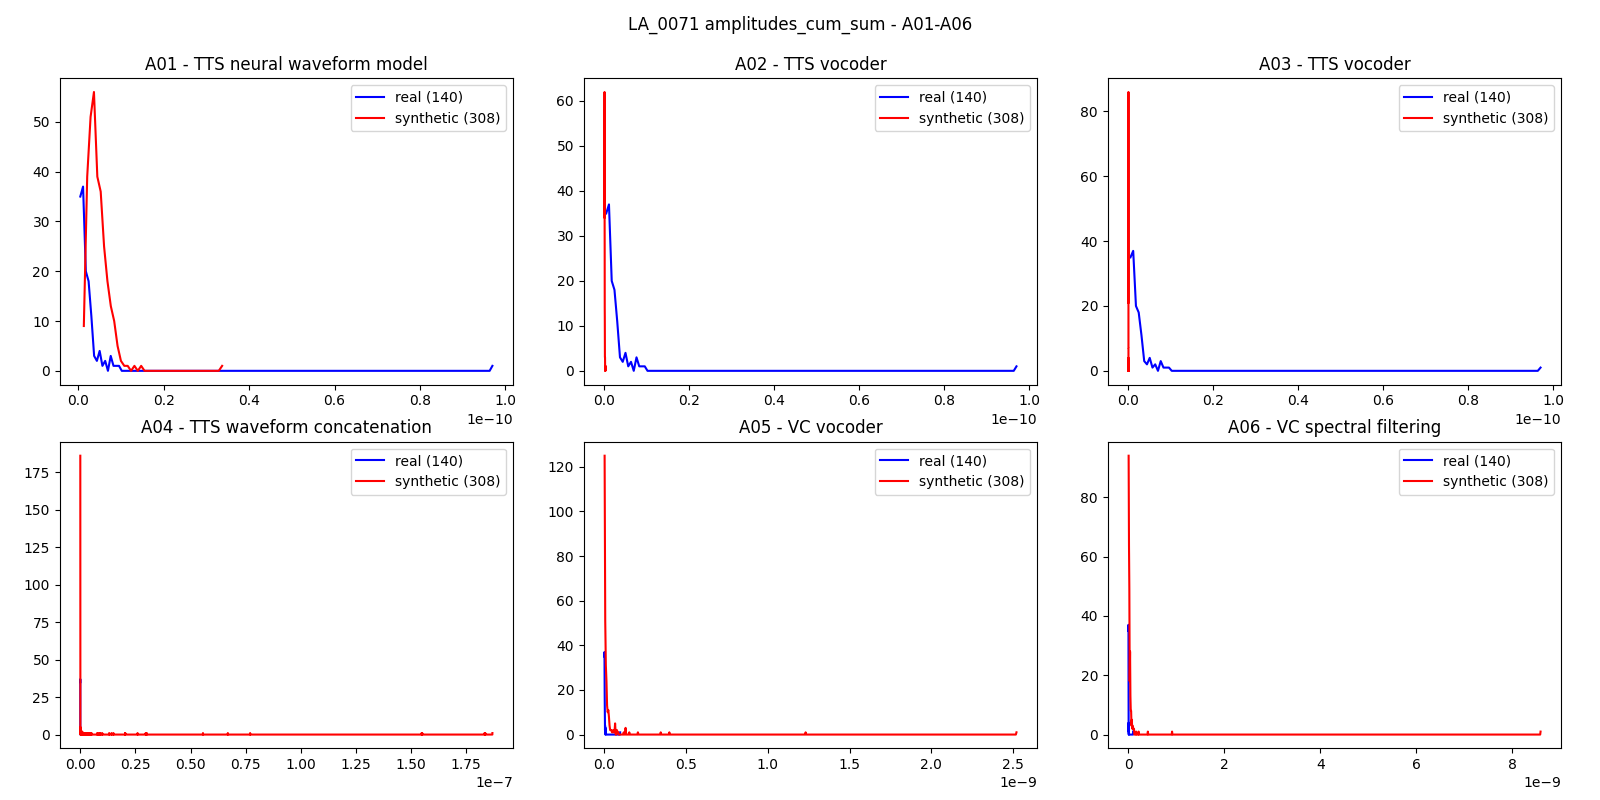 LA_0071 amplitudes_cum_sum - A01-A06
A01 - TTS neural waveform model
real (140)
synthetic (308)
50
40
30
20
10
0
0.0 0.2 0.4 0.6 0.8 1.0
1e−10
A02 - TTS vocoder
real (140)
synthetic (308)
60
50
40
30
20
10
0
0.0 0.2 0.4 0.6 0.8 1.0
1e−10
A03 - TTS vocoder
real (140)
synthetic (308)
80
60
40
20
0
0.0 0.2 0.4 0.6 0.8 1.0
1e−10
A04 - TTS waveform concatenation
real (140)
synthetic (308)
175
150
125
100
75
50
25
0
0.00 0.25 0.50 0.75 1.00 1.25 1.50 1.75
1e−7
A05 - VC vocoder
real (140)
synthetic (308)
120
100
80
60
40
20
0
0.0 0.5 1.0 1.5 2.0 2.5
1e−9
A06 - VC spectral filtering
real (140)
synthetic (308)
80
60
40
20
0
0 2 4 6 8
1e−9